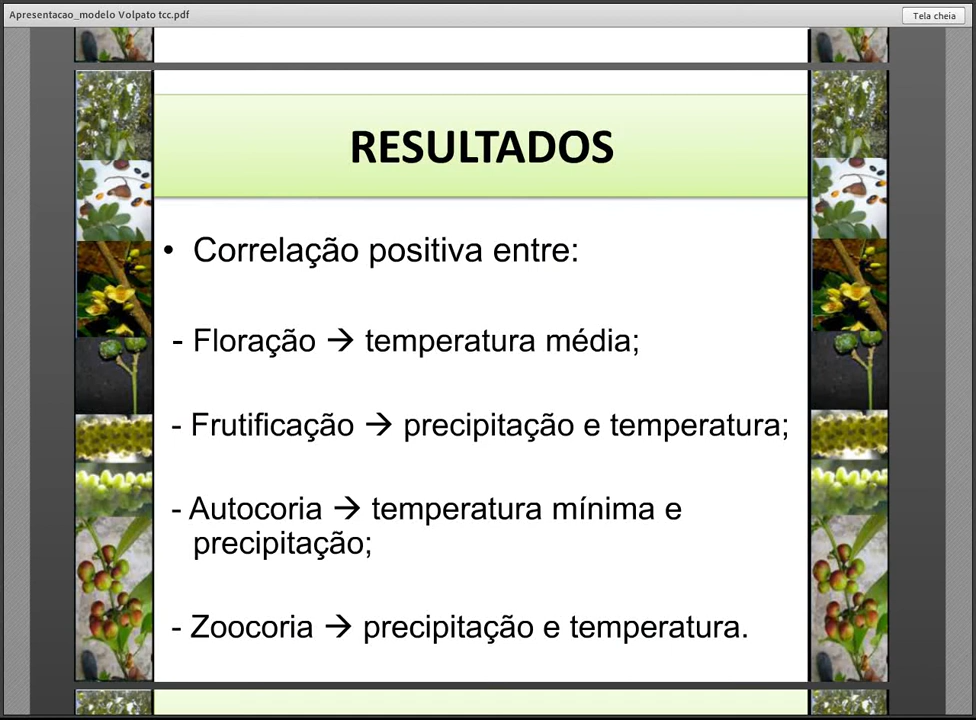 Apresentacao_modelo Volpato tcc.pdf
Tela cheia
RESULTADOS
• Correlação positiva entre:
- Floração → temperatura média;
- Frutificação → precipitação e temperatura;
- Autocoria → temperatura mínima e
precipitação;
- Zoocoria → precipitação e temperatura.